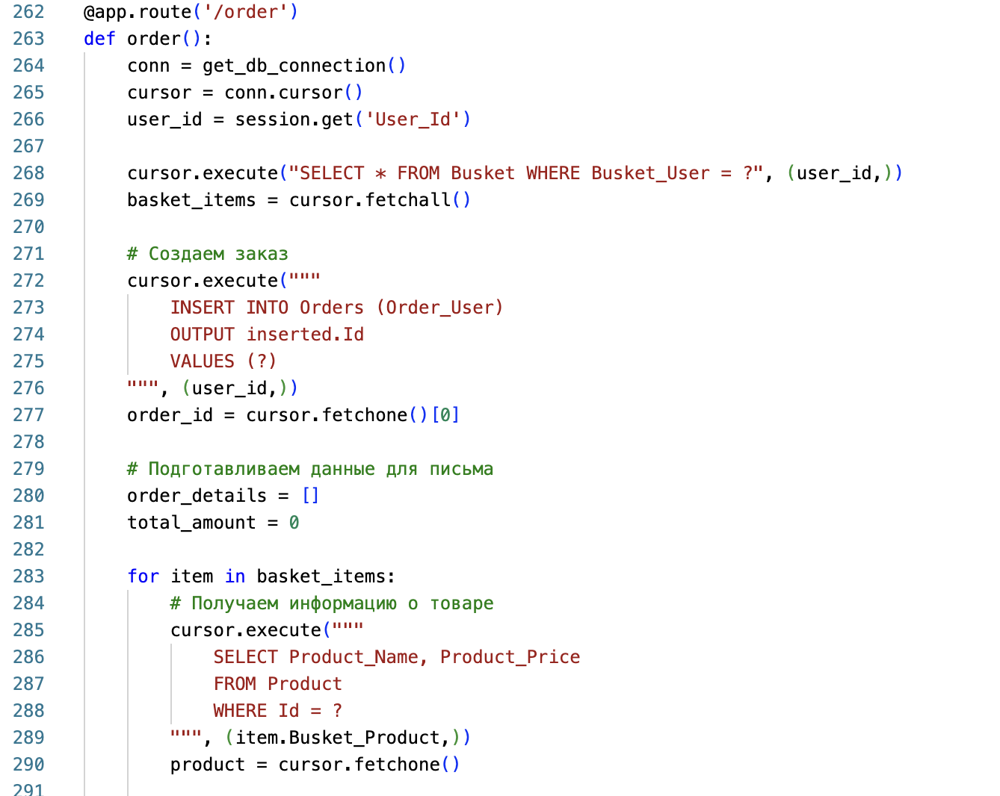 262 @app.route('/order')
263 def order():
264     conn = get_db_connection()
265     cursor = conn.cursor()
266     user_id = session.get('User_Id')
267
268     cursor.execute("SELECT * FROM Busket WHERE Busket_User = ?", (user_id,))
269     basket_items = cursor.fetchall()
270
271     # Создаем заказ
272     cursor.execute("""
273         INSERT INTO Orders (Order_User)
274         OUTPUT inserted.Id
275         VALUES (?)
276     """, (user_id,))
277     order_id = cursor.fetchone()[0]
278
279     # Подготавливаем данные для письма
280     order_details = []
281     total_amount = 0
282
283     for item in basket_items:
284         # Получаем информацию о товаре
285         cursor.execute("""
286             SELECT Product_Name, Product_Price
287             FROM Product
288             WHERE Id = ?
289         """, (item.Busket_Product,))
290         product = cursor.fetchone()
291